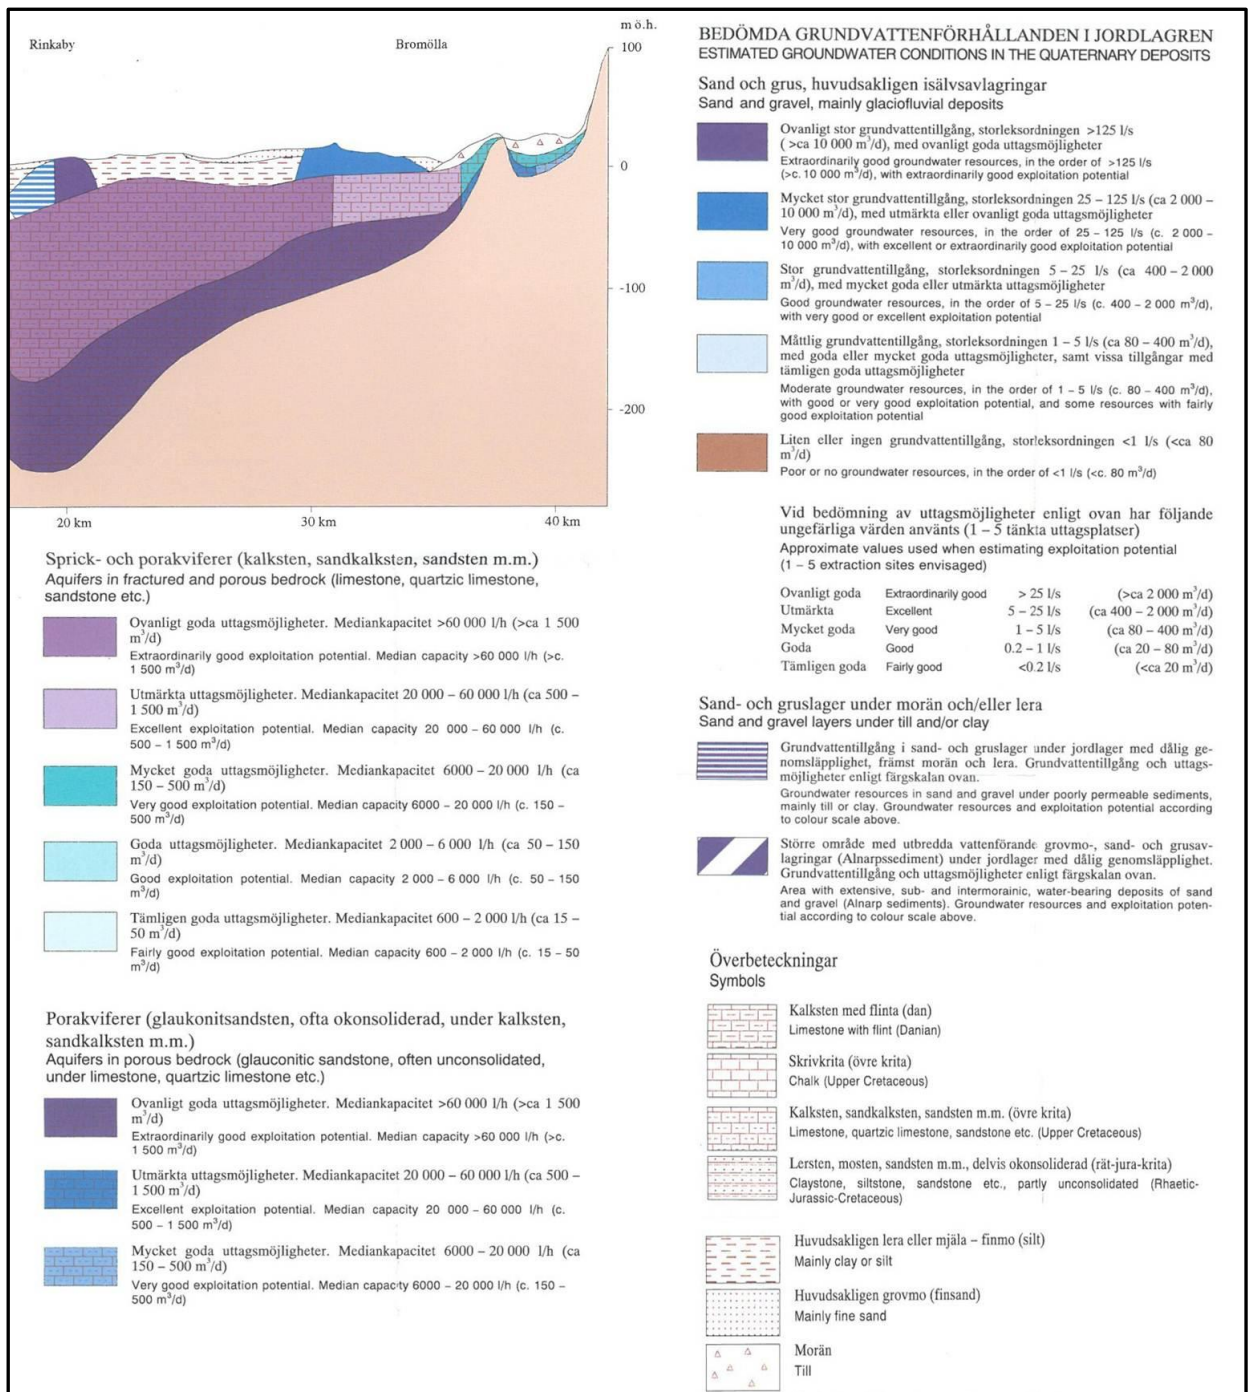 Rinkaby
Bromölla
m ö.h.
100
0
-100
-200
20 km
30 km
40 km
Sprick- och porakviferer (kalksten, sandkalksten, sandsten m.m.)
Aquifers in fractured and porous bedrock (limestone, quartzic limestone,
sandstone etc.)
Ovanligt goda uttagsmöjligheter. Mediankapacitet >60 000 l/h (>ca 1 500
m³/d)
Extraordinarily good exploitation potential. Median capacity >60 000 l/h (>c.
1 500 m³/d)
Utmärkta uttagsmöjligheter. Mediankapacitet 20 000 – 60 000 l/h (ca 500 –
1 500 m³/d)
Excellent exploitation potential. Median capacity 20 000 – 60 000 l/h (c.
500 – 1 500 m³/d)
Mycket goda uttagsmöjligheter. Mediankapacitet 6000 – 20 000 l/h (ca
150 – 500 m³/d)
Very good exploitation potential. Median capacity 6000 – 20 000 l/h (c. 150 –
500 m³/d)
Goda uttagsmöjligheter. Mediankapacitet 2 000 – 6 000 l/h (ca 50 – 150
m³/d)
Good exploitation potential. Median capacity 2 000 – 6 000 l/h (c. 50 – 150
m³/d)
Tämligen goda uttagsmöjligheter. Mediankapacitet 600 – 2 000 l/h (ca 15 –
50 m³/d)
Fairly good exploitation potential. Median capacity 600 – 2 000 l/h (c. 15 – 50
m³/d)
Porakviferer (glaukonitsandsten, ofta okonsoliderad, under kalksten,
sandkalksten m.m.)
Aquifers in porous bedrock (glauconitic sandstone, often unconsolidated,
under limestone, quartzic limestone etc.)
Ovanligt goda uttagsmöjligheter. Mediankapacitet >60 000 l/h (>ca 1 500
m³/d)
Extraordinarily good exploitation potential. Median capacity >60 000 l/h (>c.
1 500 m³/d)
Utmärkta uttagsmöjligheter. Mediankapacitet 20 000 – 60 000 l/h (ca 500 –
1 500 m³/d)
Excellent exploitation potential. Median capacity 20 000 – 60 000 l/h (c.
500 – 1 500 m³/d)
Mycket goda uttagsmöjligheter. Mediankapacitet 6000 – 20 000 l/h (ca
150 – 500 m³/d)
Very good exploitation potential. Median capacity 6000 – 20 000 l/h (c. 150 –
500 m³/d)
BEDÖMDA GRUNDVATTENFÖRHÅLLANDEN I JORDLAGREN
ESTIMATED GROUNDWATER CONDITIONS IN THE QUATERNARY DEPOSITS
Sand och grus, huvudsakligen isälvsavlagringar
Sand and gravel, mainly glaciofluvial deposits
Ovanligt stor grundvattentillgång, storleksordningen >125 l/s
( >ca 10 000 m³/d), med ovanligt goda uttagsmöjligheter
Extraordinarily good groundwater resources, in the order of >125 l/s
(>c. 10 000 m³/d), with extraordinarily good exploitation potential
Mycket stor grundvattentillgång, storleksordningen 25 – 125 l/s (ca 2 000 –
10 000 m³/d), med utmärkta eller ovanligt goda uttagsmöjligheter
Very good groundwater resources, in the order of 25 – 125 l/s (c. 2 000 –
10 000 m³/d), with excellent or extraordinarily good exploitation potential
Stor grundvattentillgång, storleksordningen 5 – 25 l/s (ca 400 – 2 000
m³/d), med mycket goda eller utmärkta uttagsmöjligheter
Good groundwater resources, in the order of 5 – 25 l/s (c. 400 – 2 000 m³/d),
with very good or excellent exploitation potential
Måttlig grundvattentillgång, storleksordningen 1 – 5 l/s (ca 80 – 400 m³/d),
med goda eller mycket goda uttagsmöjligheter, samt vissa tillgångar med
tämligen goda uttagsmöjligheter
Moderate groundwater resources, in the order of 1 – 5 l/s (c. 80 – 400 m³/d),
with good or very good exploitation potential, and some resources with fairly
good exploitation potential
Liten eller ingen grundvattentillgång, storleksordningen <1 l/s (<ca 80
m³/d)
Poor or no groundwater resources, in the order of <1 l/s (<c. 80 m³/d)
Vid bedömning av uttagsmöjligheter enligt ovan har följande
ungefärliga värden använts (1 – 5 tänkta uttagsplatser)
Approximate values used when estimating exploitation potential
(1 – 5 extraction sites envisaged)
Ovanligt goda Extraordinarily good > 25 l/s (>ca 2 000 m³/d)
Utmärkta Excellent 5 – 25 l/s (ca 400 – 2 000 m³/d)
Mycket goda Very good 1 – 5 l/s (ca 80 – 400 m³/d)
Goda Good 0.2 – 1 l/s (ca 20 – 80 m³/d)
Tämligen goda Fairly good <0.2 l/s (<ca 20 m³/d)
Sand- och gruslager under morän och/eller lera
Sand and gravel layers under till and/or clay
Grundvattentillgång i sand- och gruslager under jordlager med dålig ge-
nomsläpplighet, främst morän och lera. Grundvattentillgång och uttags-
möjligheter enligt färgskalan ovan.
Groundwater resources in sand and gravel under poorly permeable sediments,
mainly till or clay. Groundwater resources and exploitation potential according
to colour scale above.
Större område med utbredda vattenförande grovmo-, sand- och grusav-
lagringar (Alnarpssediment) under jordlager med dålig genomsläpplighet.
Grundvattentillgång och uttagsmöjligheter enligt färgskalan ovan.
Area with extensive, sub- and intermorainic, water-bearing deposits of sand
and gravel (Alnarp sediments). Groundwater resources and exploitation poten-
tial according to colour scale above.
Överbeteckningar
Symbols
Kalksten med flinta (dan)
Limestone with flint (Danian)
Skrivkrita (övre krita)
Chalk (Upper Cretaceous)
Kalksten, sandkalksten, sandsten m.m. (övre krita)
Limestone, quartzic limestone, sandstone etc. (Upper Cretaceous)
Lersten, mosten, sandsten m.m., delvis okonsoliderad (rät-jura-krita)
Claystone, siltstone, sandstone etc., partly unconsolidated (Rhaetic-
Jurassic-Cretaceous)
Huvudsakligen lera eller mjäla – finmo (silt)
Mainly clay or silt
Huvudsakligen grovmo (finsand)
Mainly fine sand
Morän
Till